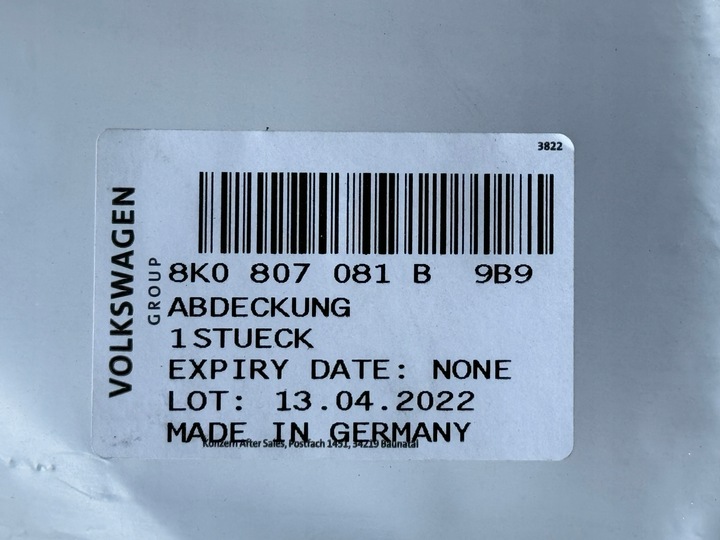 3822
VOLKSWAGEN
GROUP
8K0 807 081 B 9B9
ABDECKUNG
1STUECK
EXPIRY DATE: NONE
LOT: 13.04.2022
MADE IN GERMANY
Konzern After Sales, Postfach 1451, 34219 Baunatal